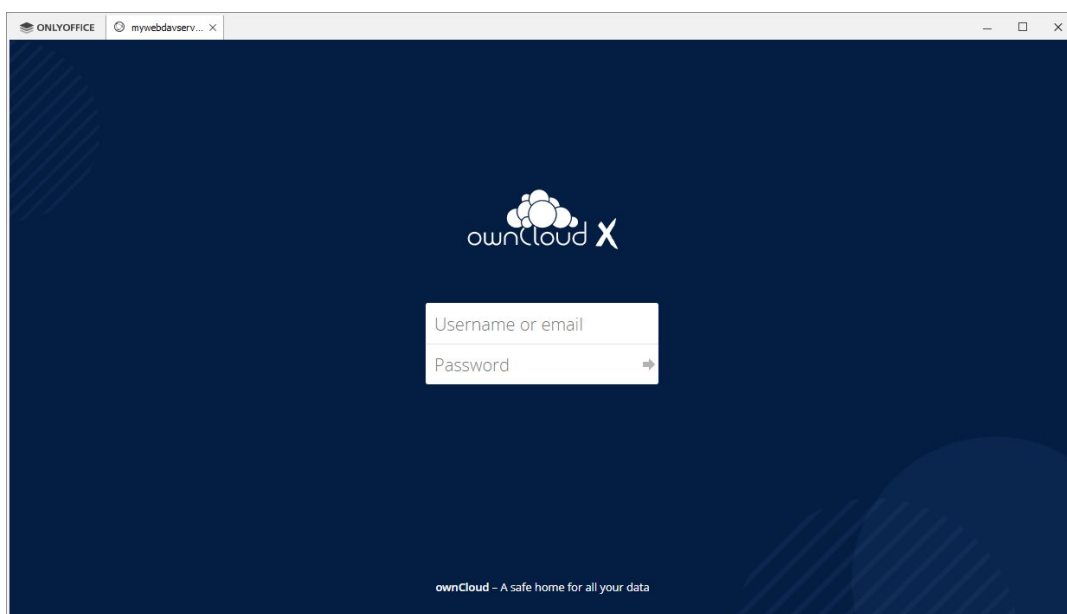 ONLYOFFICE mywebdavserv...
ownCloud X
Username or email
Password
ownCloud – A safe home for all your data